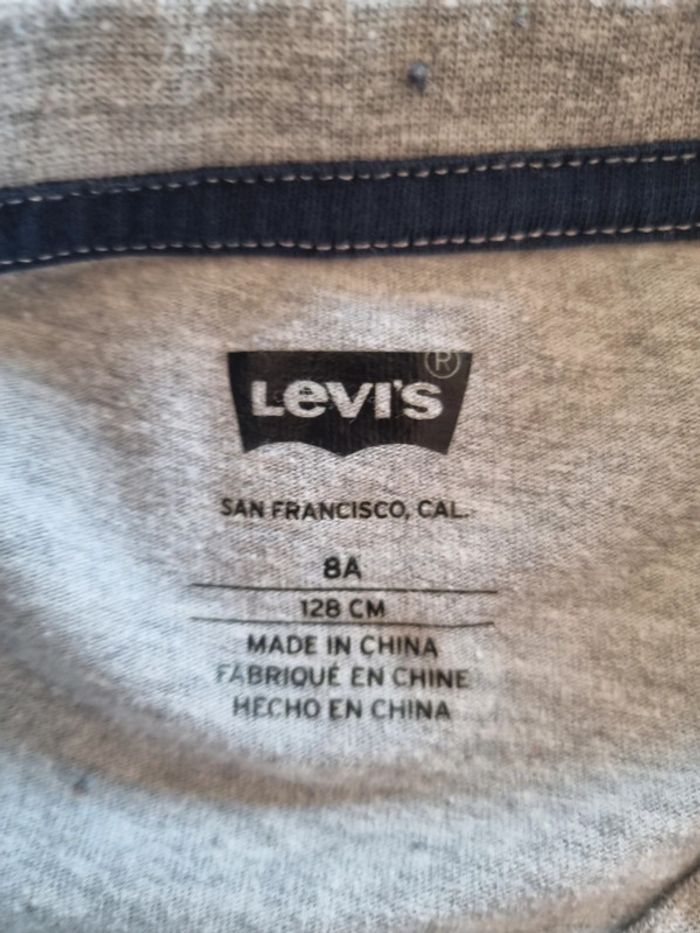 Levi's ®
SAN FRANCISCO, CAL.
8A
128 CM
MADE IN CHINA
FABRIQUÉ EN CHINE
HECHO EN CHINA